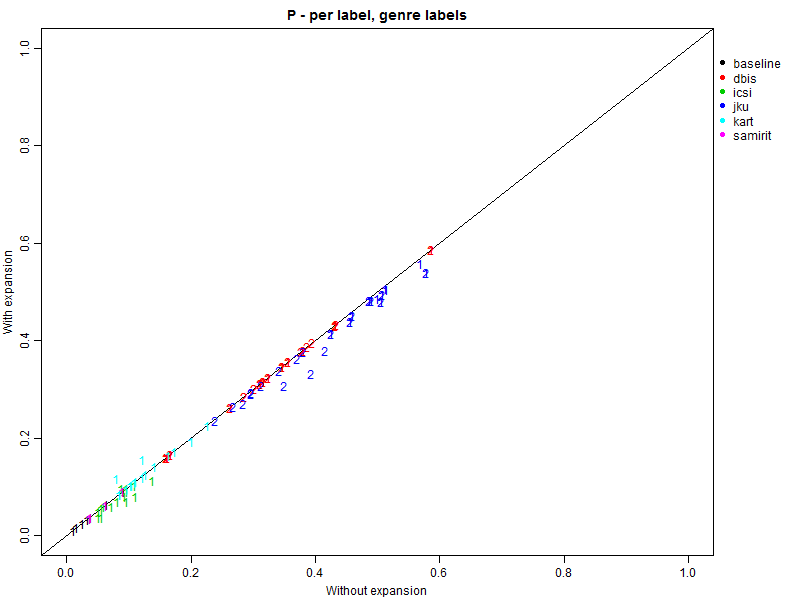 P - per label, genre labels
With expansion
1.0
0.8
0.6
0.4
0.2
0.0
0.0 0.2 0.4 0.6 0.8 1.0
Without expansion
baseline
dbis
icsi
jku
kart
samirit